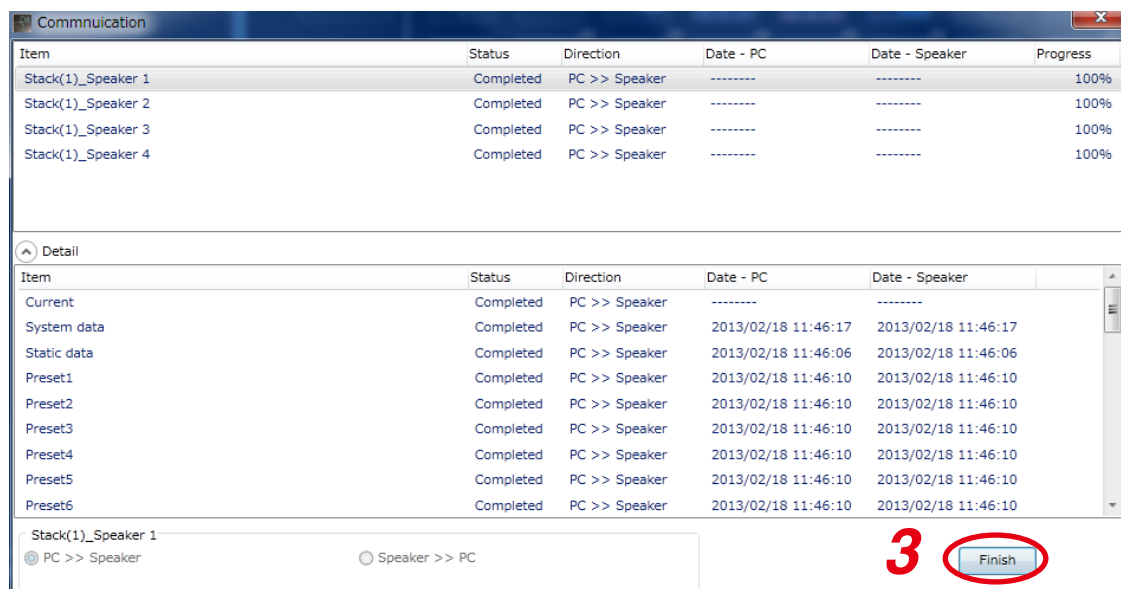 Commnuication
Item Status Direction Date - PC Date - Speaker Progress
Stack(1)_Speaker 1 Completed PC >> Speaker -------- -------- 100%
Stack(1)_Speaker 2 Completed PC >> Speaker -------- -------- 100%
Stack(1)_Speaker 3 Completed PC >> Speaker -------- -------- 100%
Stack(1)_Speaker 4 Completed PC >> Speaker -------- -------- 100%
Detail
Item Status Direction Date - PC Date - Speaker
Current Completed PC >> Speaker -------- --------
System data Completed PC >> Speaker 2013/02/18 11:46:17 2013/02/18 11:46:17
Static data Completed PC >> Speaker 2013/02/18 11:46:06 2013/02/18 11:46:06
Preset1 Completed PC >> Speaker 2013/02/18 11:46:10 2013/02/18 11:46:10
Preset2 Completed PC >> Speaker 2013/02/18 11:46:10 2013/02/18 11:46:10
Preset3 Completed PC >> Speaker 2013/02/18 11:46:10 2013/02/18 11:46:10
Preset4 Completed PC >> Speaker 2013/02/18 11:46:10 2013/02/18 11:46:10
Preset5 Completed PC >> Speaker 2013/02/18 11:46:10 2013/02/18 11:46:10
Preset6 Completed PC >> Speaker 2013/02/18 11:46:10 2013/02/18 11:46:10
Stack(1)_Speaker 1
PC >> Speaker Speaker >> PC
3 Finish